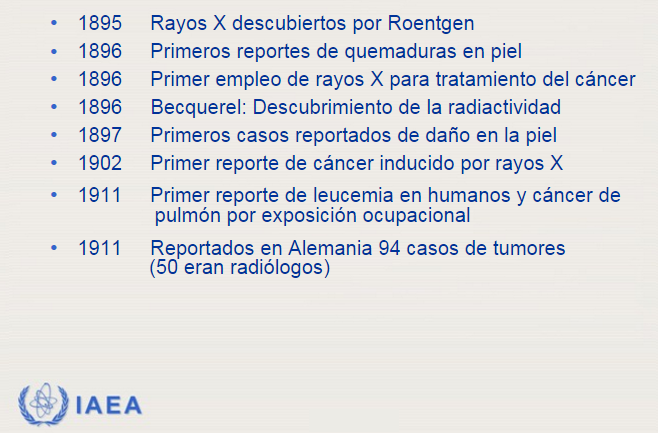 • 1895 Rayos X descubiertos por Roentgen
• 1896 Primeros reportes de quemaduras en piel
• 1896 Primer empleo de rayos X para tratamiento del cáncer
• 1896 Becquerel: Descubrimiento de la radiactividad
• 1897 Primeros casos reportados de daño en la piel
• 1902 Primer reporte de cáncer inducido por rayos X
• 1911 Primer reporte de leucemia en humanos y cáncer de
pulmón por exposición ocupacional
• 1911 Reportados en Alemania 94 casos de tumores
(50 eran radiólogos)
IAEA